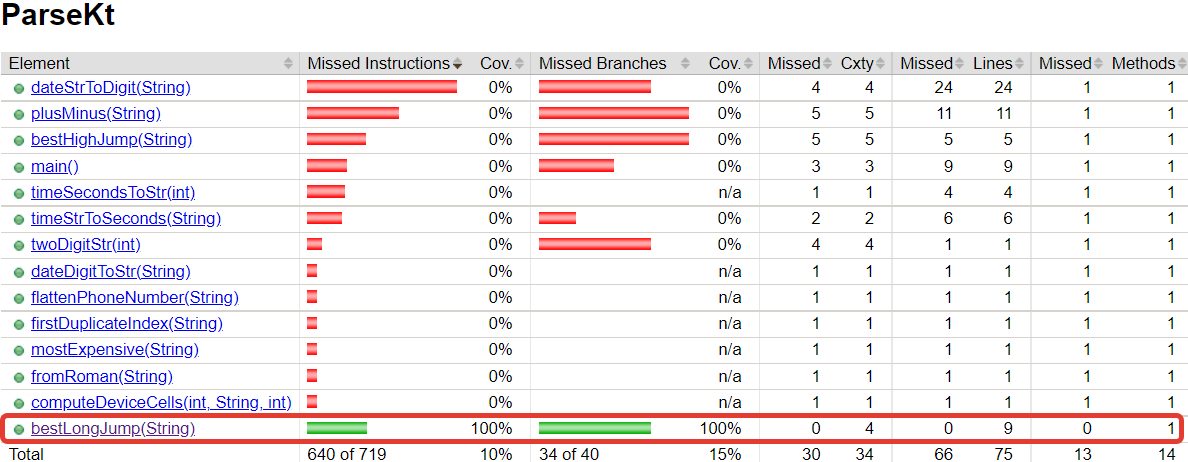 ParseKt
Element Missed Instructions Cov. Missed Branches Cov. Missed Cxty Missed Lines Missed Methods
dateStrToDigit(String) 0% 0% 4 4 24 24 1 1
plusMinus(String) 0% 0% 5 5 11 11 1 1
bestHighJump(String) 0% 0% 5 5 5 5 1 1
main() 0% 0% 3 3 9 9 1 1
timeSecondsToStr(int) 0% n/a 1 1 4 4 1 1
timeStrToSeconds(String) 0% 0% 2 2 6 6 1 1
twoDigitStr(int) 0% 0% 4 4 1 1 1 1
dateDigitToStr(String) 0% n/a 1 1 1 1 1 1
flattenPhoneNumber(String) 0% n/a 1 1 1 1 1 1
firstDuplicateIndex(String) 0% n/a 1 1 1 1 1 1
mostExpensive(String) 0% n/a 1 1 1 1 1 1
fromRoman(String) 0% n/a 1 1 1 1 1 1
computeDeviceCells(int, String, int) 0% n/a 1 1 1 1 1 1
bestLongJump(String) 100% 100% 0 4 0 9 0 1
Total 640 of 719 10% 34 of 40 15% 30 34 66 75 13 14